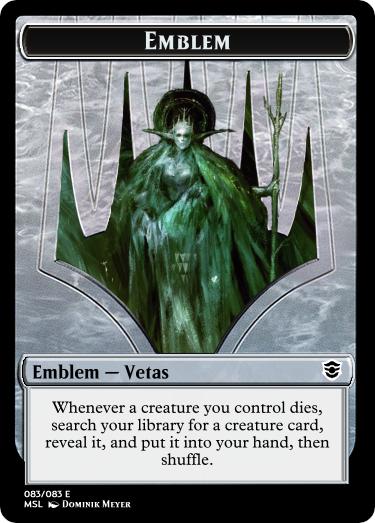 Emblem
Emblem — Vetas
Whenever a creature you control dies,
search your library for a creature card,
reveal it, and put it into your hand, then
shuffle.
083/083 E
MSL Dominik Meyer